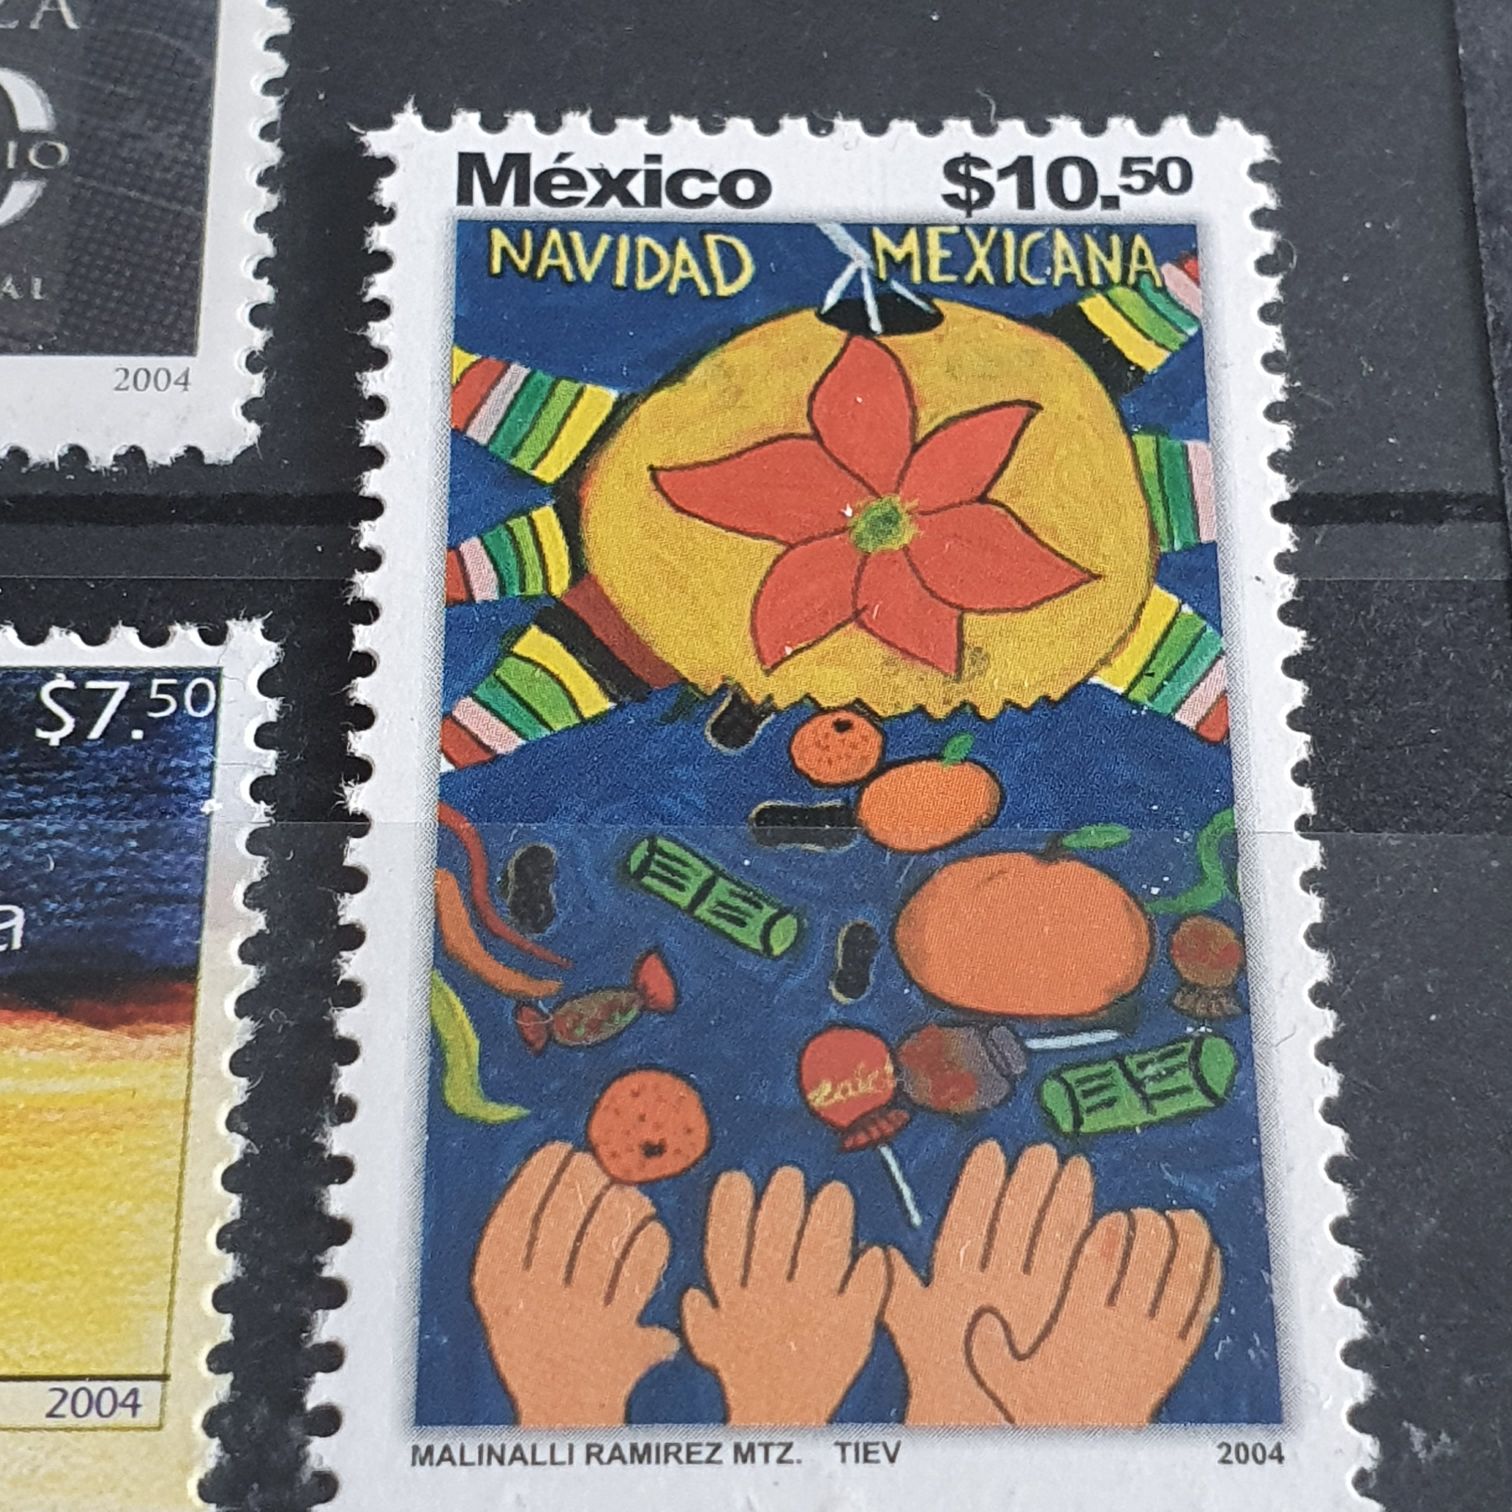 México $10.50
NAVIDAD MEXICANA
MALINALLI RAMIREZ MTZ. TIEV 2004
2004
$7.50
a
2004